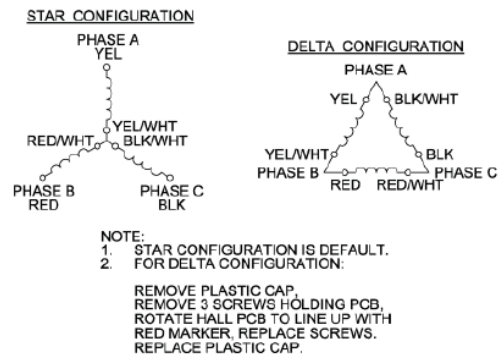 STAR CONFIGURATION
PHASE A
YEL
YEL/WHT
RED/WHT
BLK/WHT
PHASE B
RED
PHASE C
BLK
DELTA CONFIGURATION
PHASE A
YEL
BLK/WHT
YEL/WHT
BLK
PHASE B
PHASE C
RED
RED/WHT
NOTE:
1. STAR CONFIGURATION IS DEFAULT.
2. FOR DELTA CONFIGURATION:
REMOVE PLASTIC CAP,
REMOVE 3 SCREWS HOLDING PCB,
ROTATE HALL PCB TO LINE UP WITH
RED MARKER, REPLACE SCREWS.
REPLACE PLASTIC CAP.